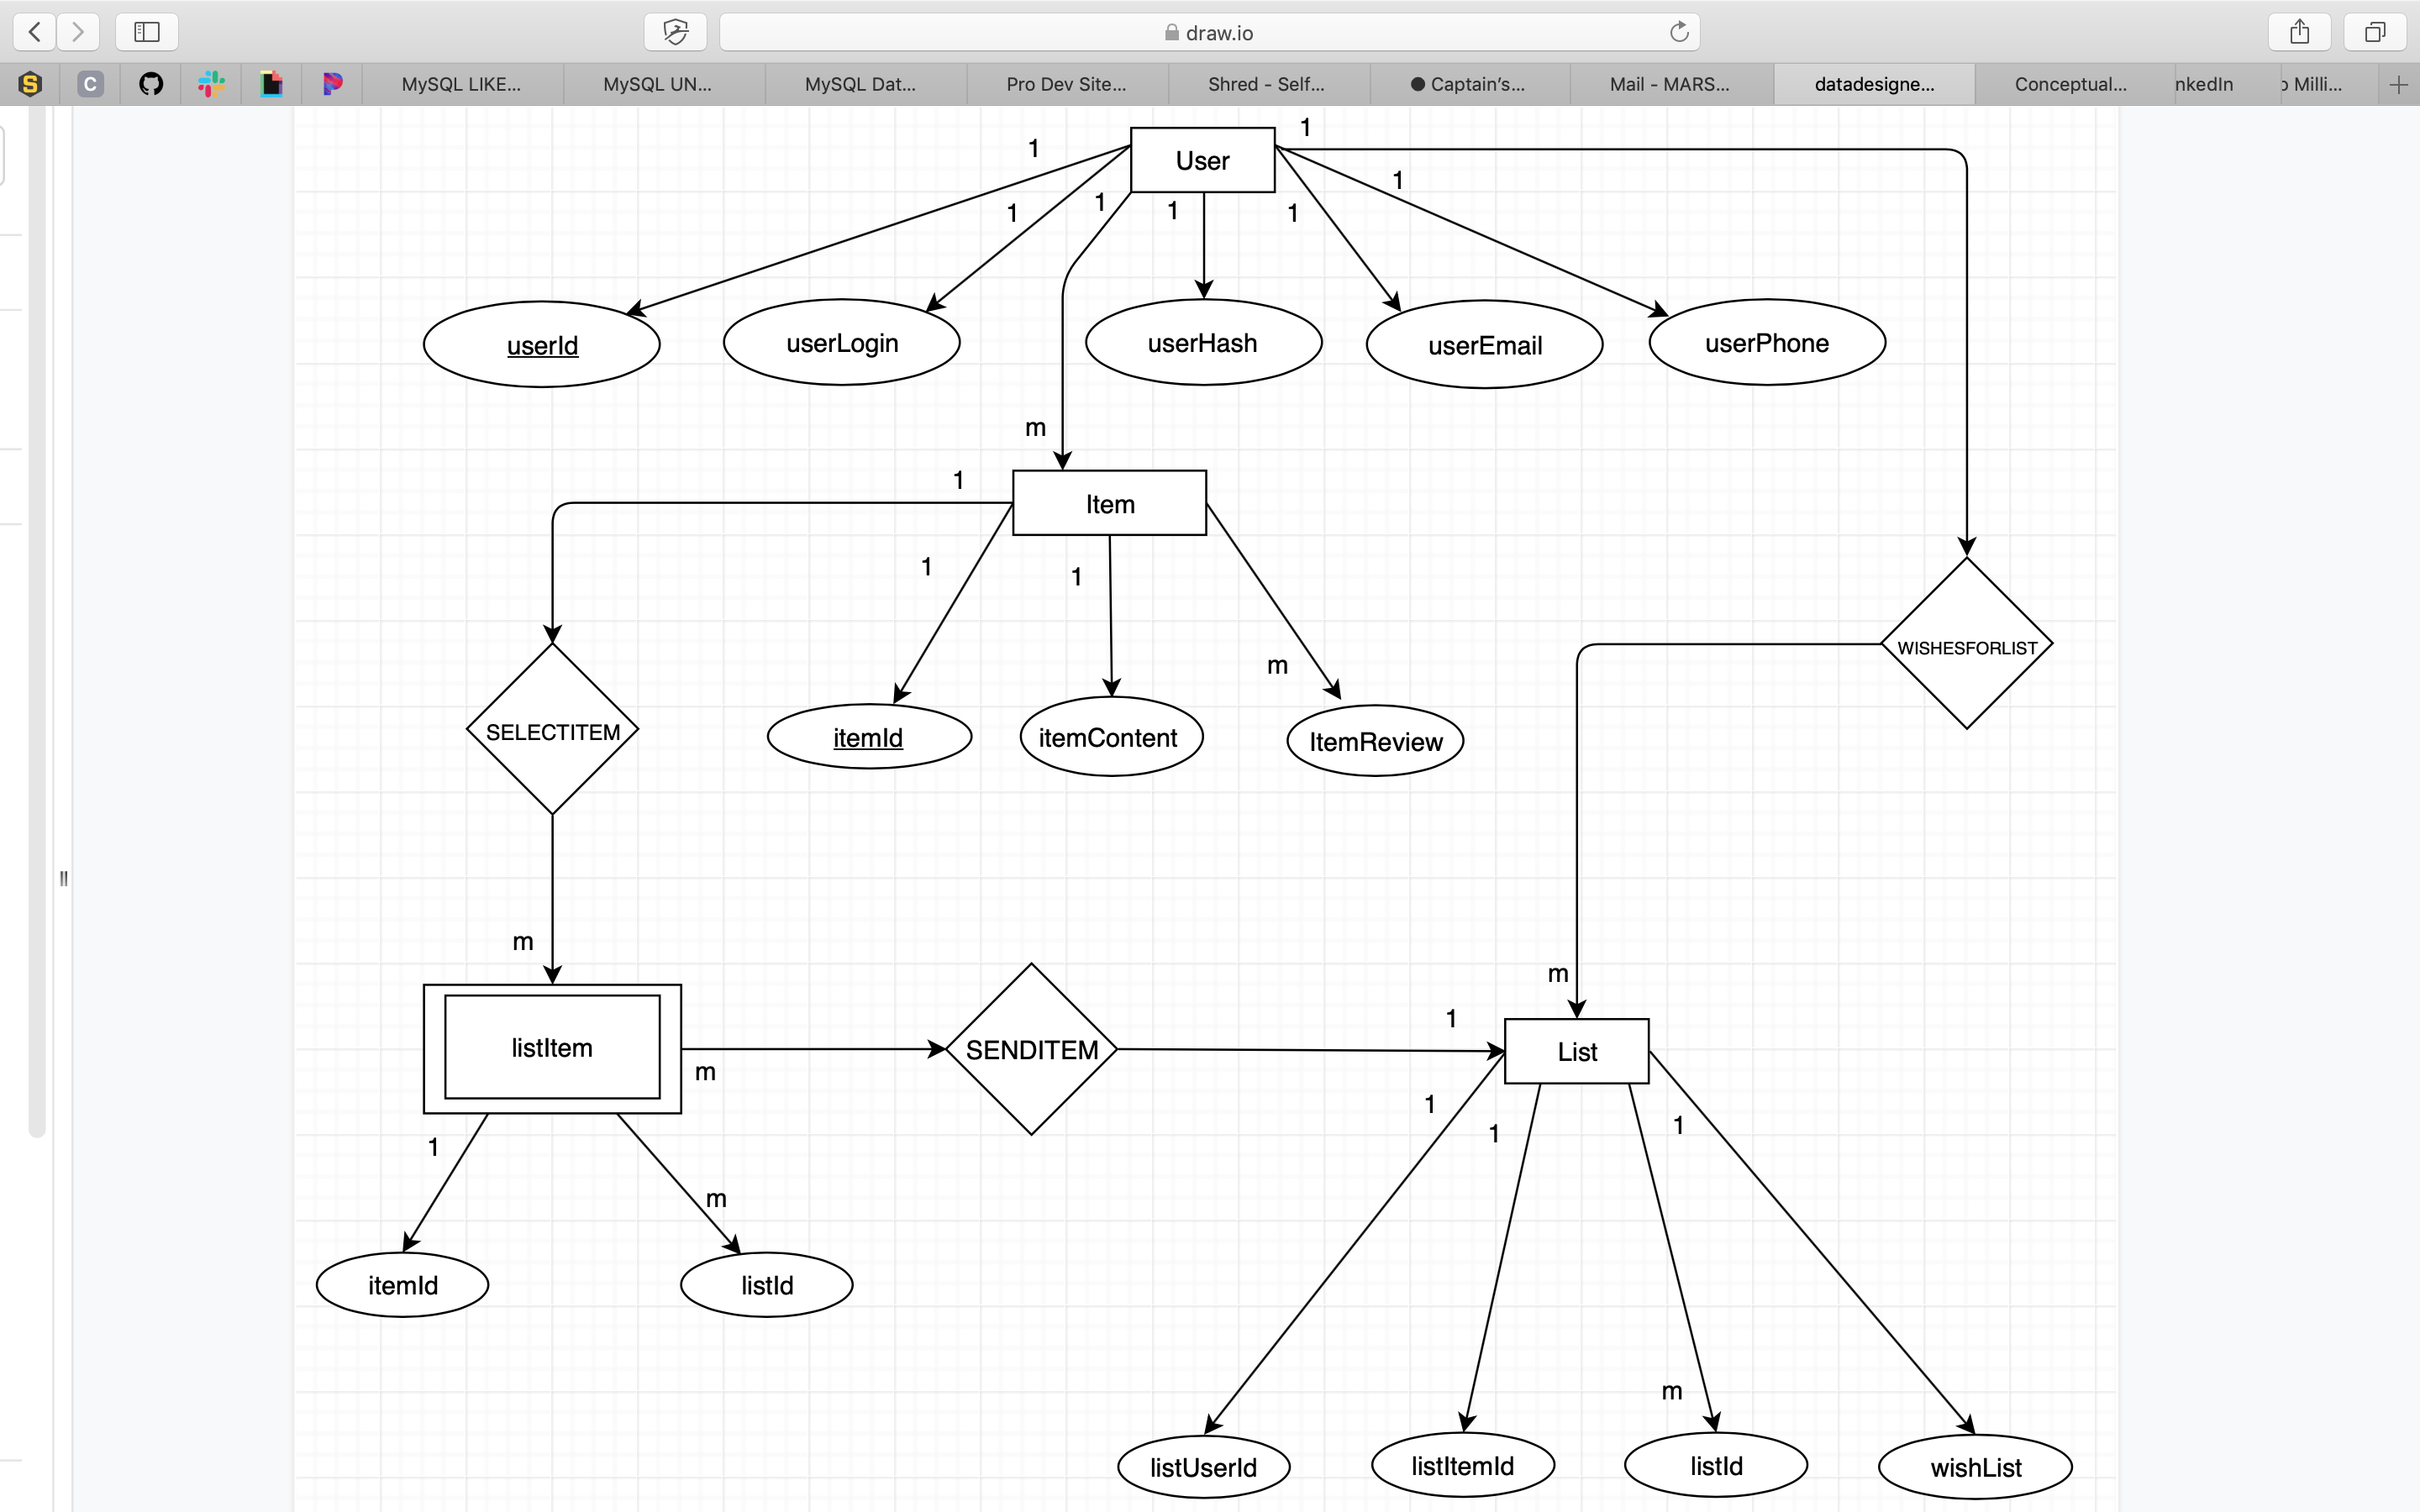 draw.io
S
C
MySQL LIKE...
MySQL UN...
MySQL Dat...
Pro Dev Site...
Shred - Self...
Captain's...
Mail - MARS...
datadesigne...
Conceptual...
nkedIn
o Milli...
User
1
1
1
1
1
1
1
userId
userLogin
userHash
userEmail
userPhone
m
1
Item
1
1
m
WISHESFORLIST
SELECTITEM
itemId
itemContent
ItemReview
m
m
1
listItem
SENDITEM
List
m
1
1
1
1
m
itemId
listId
m
listUserId
listItemId
listId
wishList